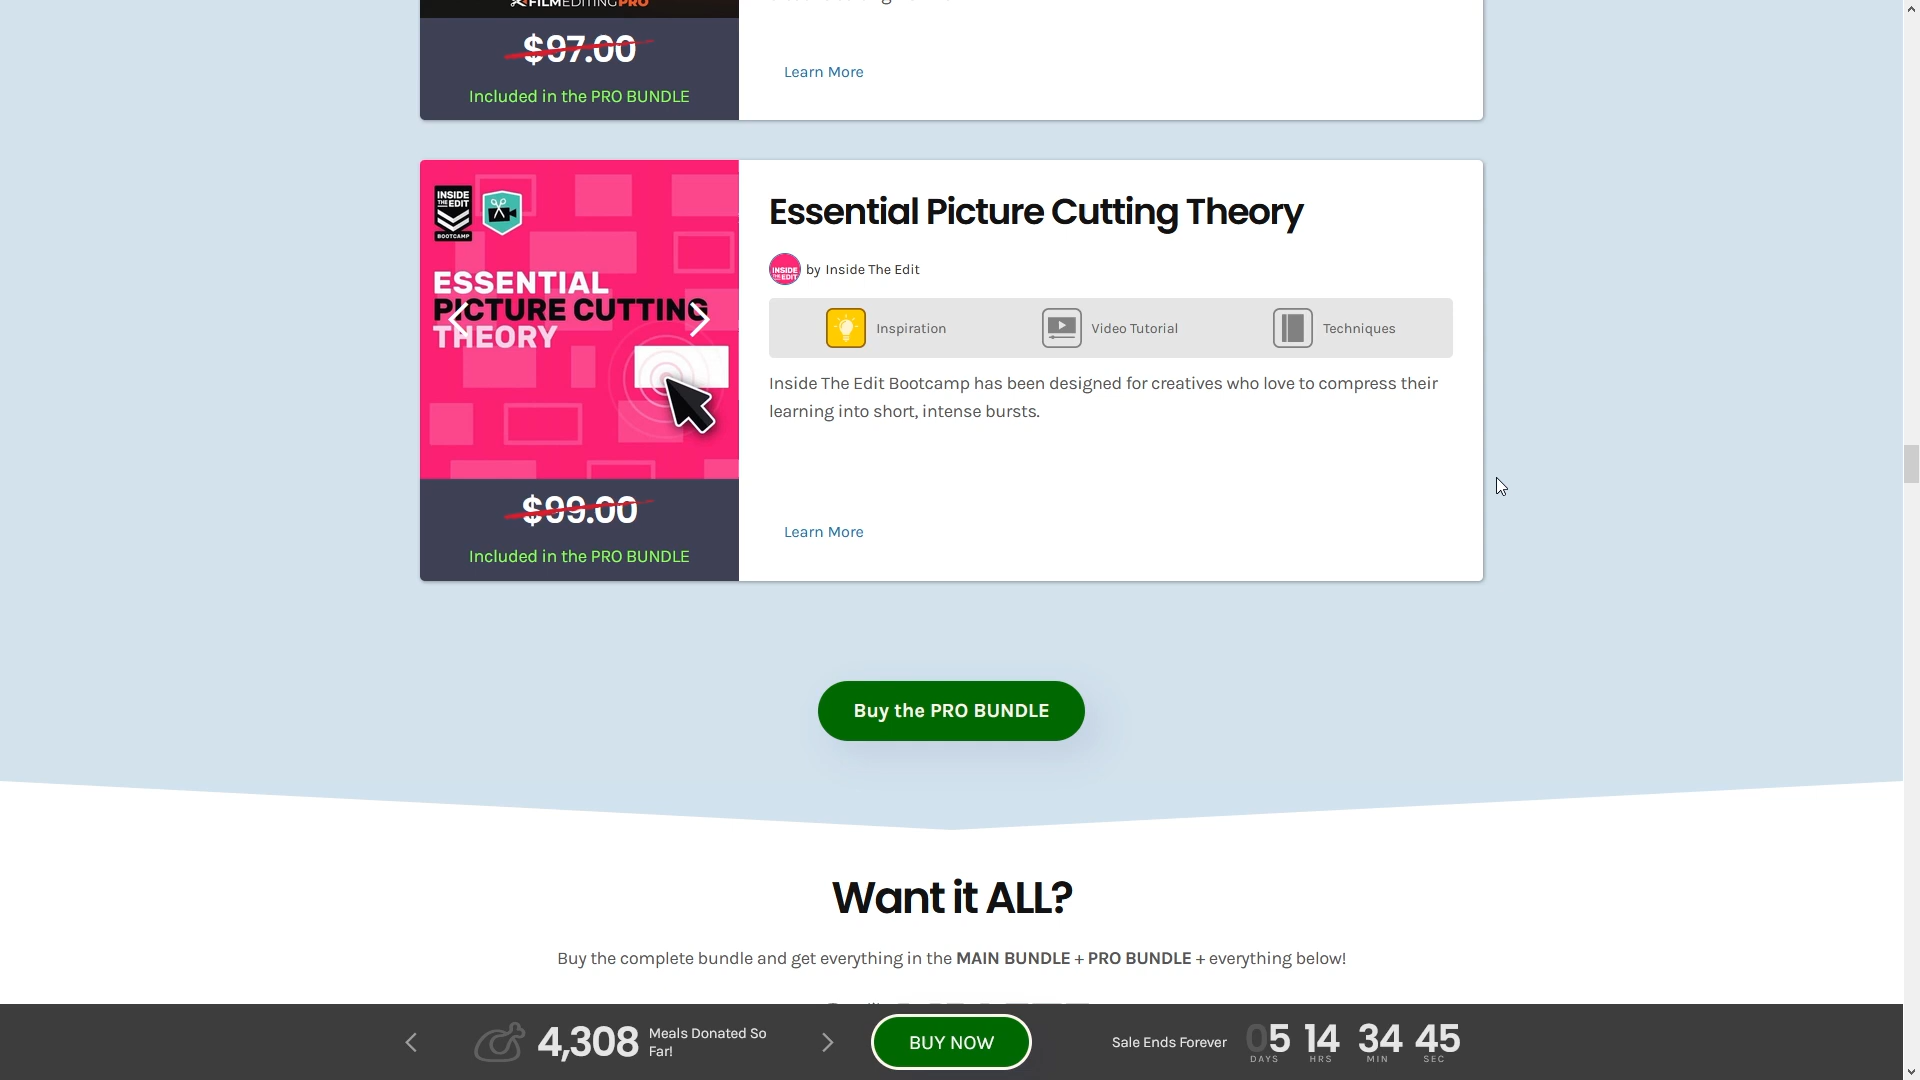 FILMEDITINGPRO
$97.00
Learn More
Included in the PRO BUNDLE
INSIDE
THE EDIT
BOOTCAMP
ESSENTIAL
PICTURE CUTTING
THEORY
$99.00
Included in the PRO BUNDLE
Essential Picture Cutting Theory
INSIDE
THE EDIT
by Inside The Edit
Inspiration
Video Tutorial
Techniques
Inside The Edit Bootcamp has been designed for creatives who love to compress their
learning into short, intense bursts.
Learn More
Buy the PRO BUNDLE
Want it ALL?
Buy the complete bundle and get everything in the MAIN BUNDLE + PRO BUNDLE + everything below!
4,308
Meals Donated So
Far!
BUY NOW
Sale Ends Forever
05 14 34 45
DAYS HRS MIN SEC